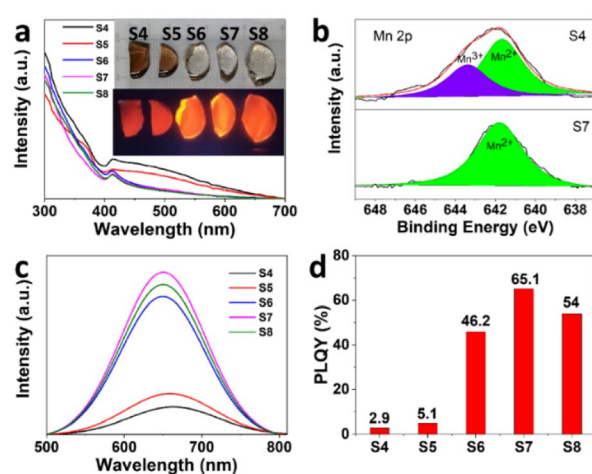 a
S4
S5
S6
S7
S8
S4 S5 S6 S7 S8
Intensity (a.u.)
300 400 500 600 700
Wavelength (nm)
b
Mn 2p
S4
Mn3+
Mn2+
S7
Mn2+
Intensity (a.u.)
648 646 644 642 640 638
Binding Energy (eV)
c
S4
S5
S6
S7
S8
Intensity (a.u.)
500 600 700 800
Wavelength (nm)
d
80
60
40
20
0
PLQY (%)
2.9
5.1
46.2
65.1
54
S4 S5 S6 S7 S8